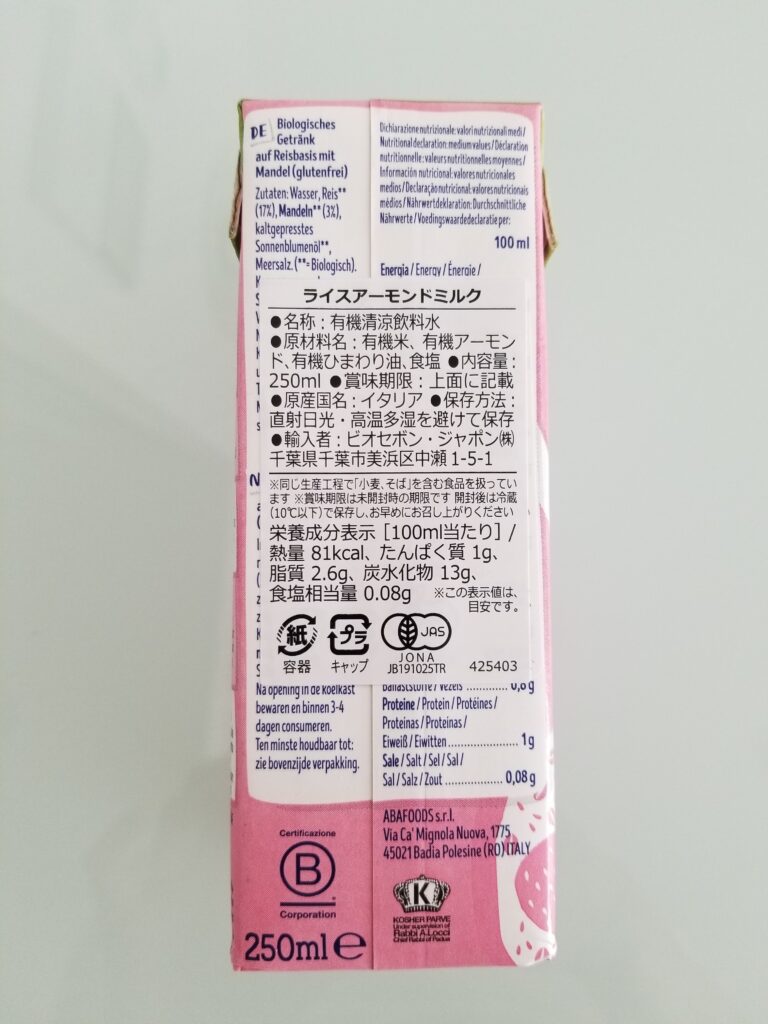 DE
Biologisches
Getränk
auf Reisbasis mit
Mandel (glutenfrei)
Zutaten: Wasser, Reis**
(17%), Mandeln** (3%),
kaltgepresstes
Sonnenblumenöl**,
Meersalz. (**= Biologisch).
Dichiarazione nutrizionale: valori nutrizionali medi /
Nutritional declaration: medium values / Déclaration
nutritionnelle: valeurs nutritionnelles moyennes /
Información nutricional: valores nutricionales
medios / Declaração nutricional: valores nutricionais
médios / Nährwertdeklaration: Durchschnittliche
Nährwerte / Voedingswaardedeclaratie per:
100 ml
Energia / Energy / Énergie /
ライスアーモンドミルク
●名称：有機清涼飲料水
●原材料名：有機米、有機アーモン
ド、有機ひまわり油、食塩 ●内容量：
250ml ●賞味期限：上面に記載
●原産国名：イタリア ●保存方法：
直射日光・高温多湿を避けて保存
●輸入者：ビオセボン・ジャポン㈱
千葉県千葉市美浜区中瀬 1-5-1
※同じ生産工程で「小麦、そば」を含む食品を扱ってい
ます ※賞味期限は未開封時の期限です 開封後は冷蔵
(10℃以下)で保存し、お早めにお召し上がりください
栄養成分表示［100ml当たり］/
熱量 81kcal、たんぱく質 1g、
脂質 2.6g、炭水化物 13g、
食塩相当量 0.08g ※この表示値は、
目安です。
紙
容器
プラ
キャップ
JAS
JONA
JB191025TR
425403
Ballaststoffe / Vezels 0,8 g
Proteine / Protein / Protéines /
Proteinas / Proteínas /
Eiweiß / Eiwitten 1 g
Sale / Salt / Sel / Sal /
Sal / Salz / Zout 0,08 g
Na opening in de koelkast
bewaren en binnen 3-4
dagen consumeren.
Ten minste houdbaar tot:
zie bovenzijde verpakking.
ABAFOODS s.r.l.
Via Ca' Mignola Nuova, 1775
45021 Badia Polesine (RO) ITALY
Certificazione
B
Corporation
K
KOSHER PARVE
Under supervision of
Rabbi A.Locci
Chief Rabbi of Padua
250ml ℮